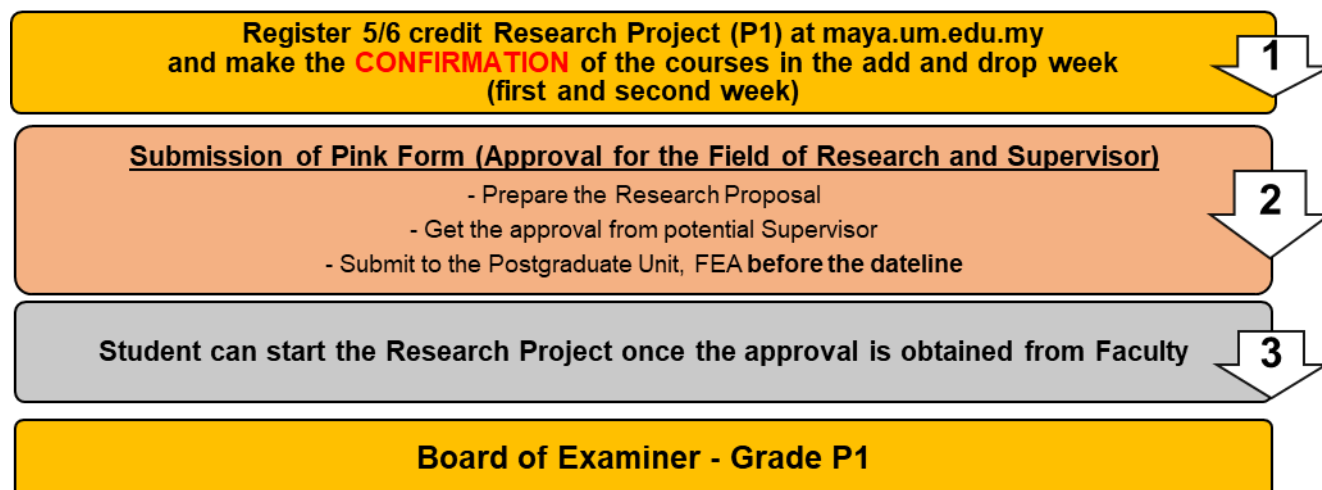 Register 5/6 credit Research Project (P1) at maya.um.edu.my
and make the CONFIRMATION of the courses in the add and drop week
(first and second week)
1
Submission of Pink Form (Approval for the Field of Research and Supervisor)
- Prepare the Research Proposal
- Get the approval from potential Supervisor
- Submit to the Postgraduate Unit, FEA before the dateline
2
Student can start the Research Project once the approval is obtained from Faculty
3
Board of Examiner - Grade P1